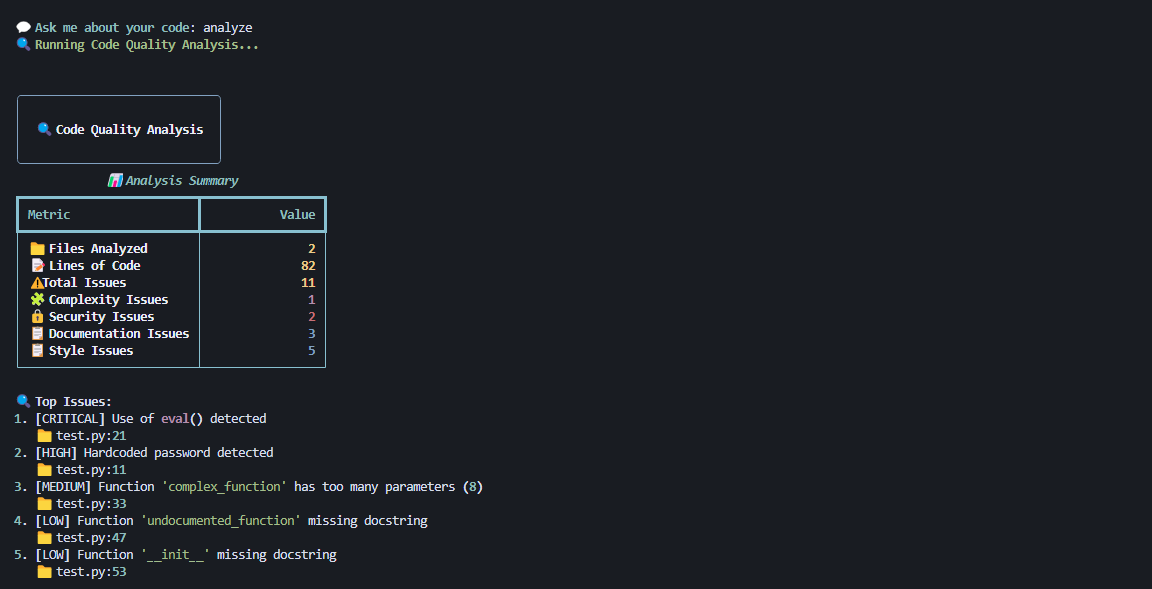 💬 Ask me about your code: analyze
🔍 Running Code Quality Analysis...
🔍 Code Quality Analysis
📊 Analysis Summary
Metric Value
📁 Files Analyzed 2
📝 Lines of Code 82
⚠️Total Issues 11
🧩 Complexity Issues 1
🔒 Security Issues 2
📋 Documentation Issues 3
📋 Style Issues 5
🔍 Top Issues:
1. [CRITICAL] Use of eval() detected
📁 test.py:21
2. [HIGH] Hardcoded password detected
📁 test.py:11
3. [MEDIUM] Function 'complex_function' has too many parameters (8)
📁 test.py:33
4. [LOW] Function 'undocumented_function' missing docstring
📁 test.py:47
5. [LOW] Function '__init__' missing docstring
📁 test.py:53